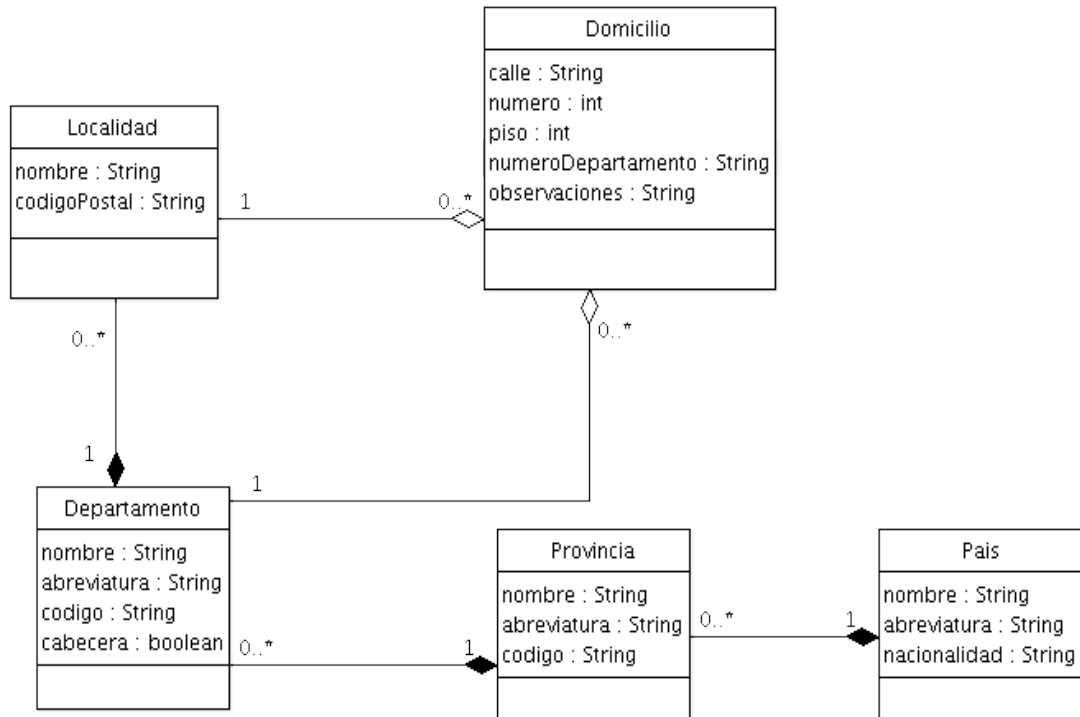 Domicilio
calle : String
numero : int
piso : int
numeroDepartamento : String
observaciones : String
Localidad
nombre : String
codigoPostal : String
1
0..*
0..*
0..*
1
1
Departamento
nombre : String
abreviatura : String
codigo : String
cabecera : boolean
0..*
1
Provincia
nombre : String
abreviatura : String
codigo : String
0..*
1
Pais
nombre : String
abreviatura : String
nacionalidad : String